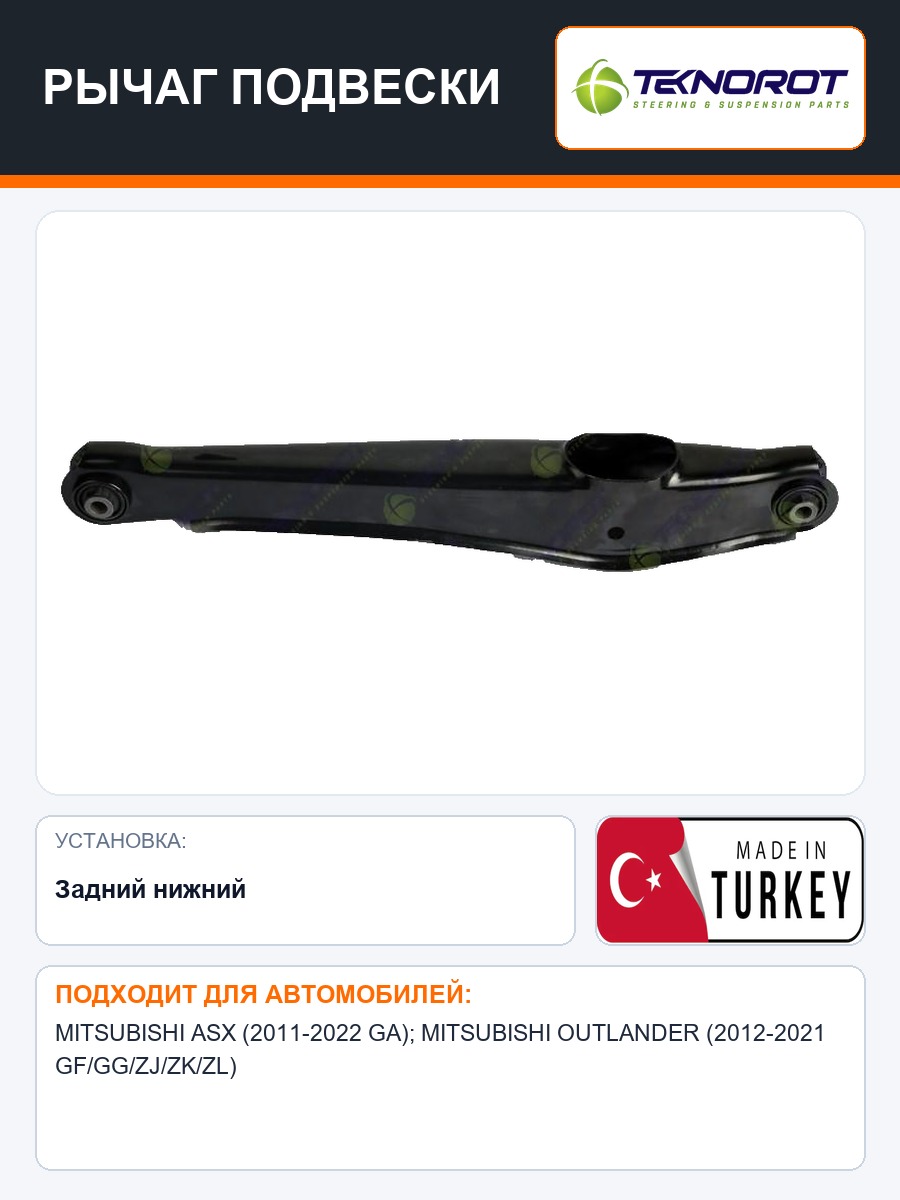 РЫЧАГ ПОДВЕСКИ
TEKNOROT
STEERING & SUSPENSION PARTS
УСТАНОВКА:
Задний нижний
MADE IN
TURKEY
ПОДХОДИТ ДЛЯ АВТОМОБИЛЕЙ:
MITSUBISHI ASX (2011-2022 GA); MITSUBISHI OUTLANDER (2012-2021
GF/GG/ZJ/ZK/ZL)